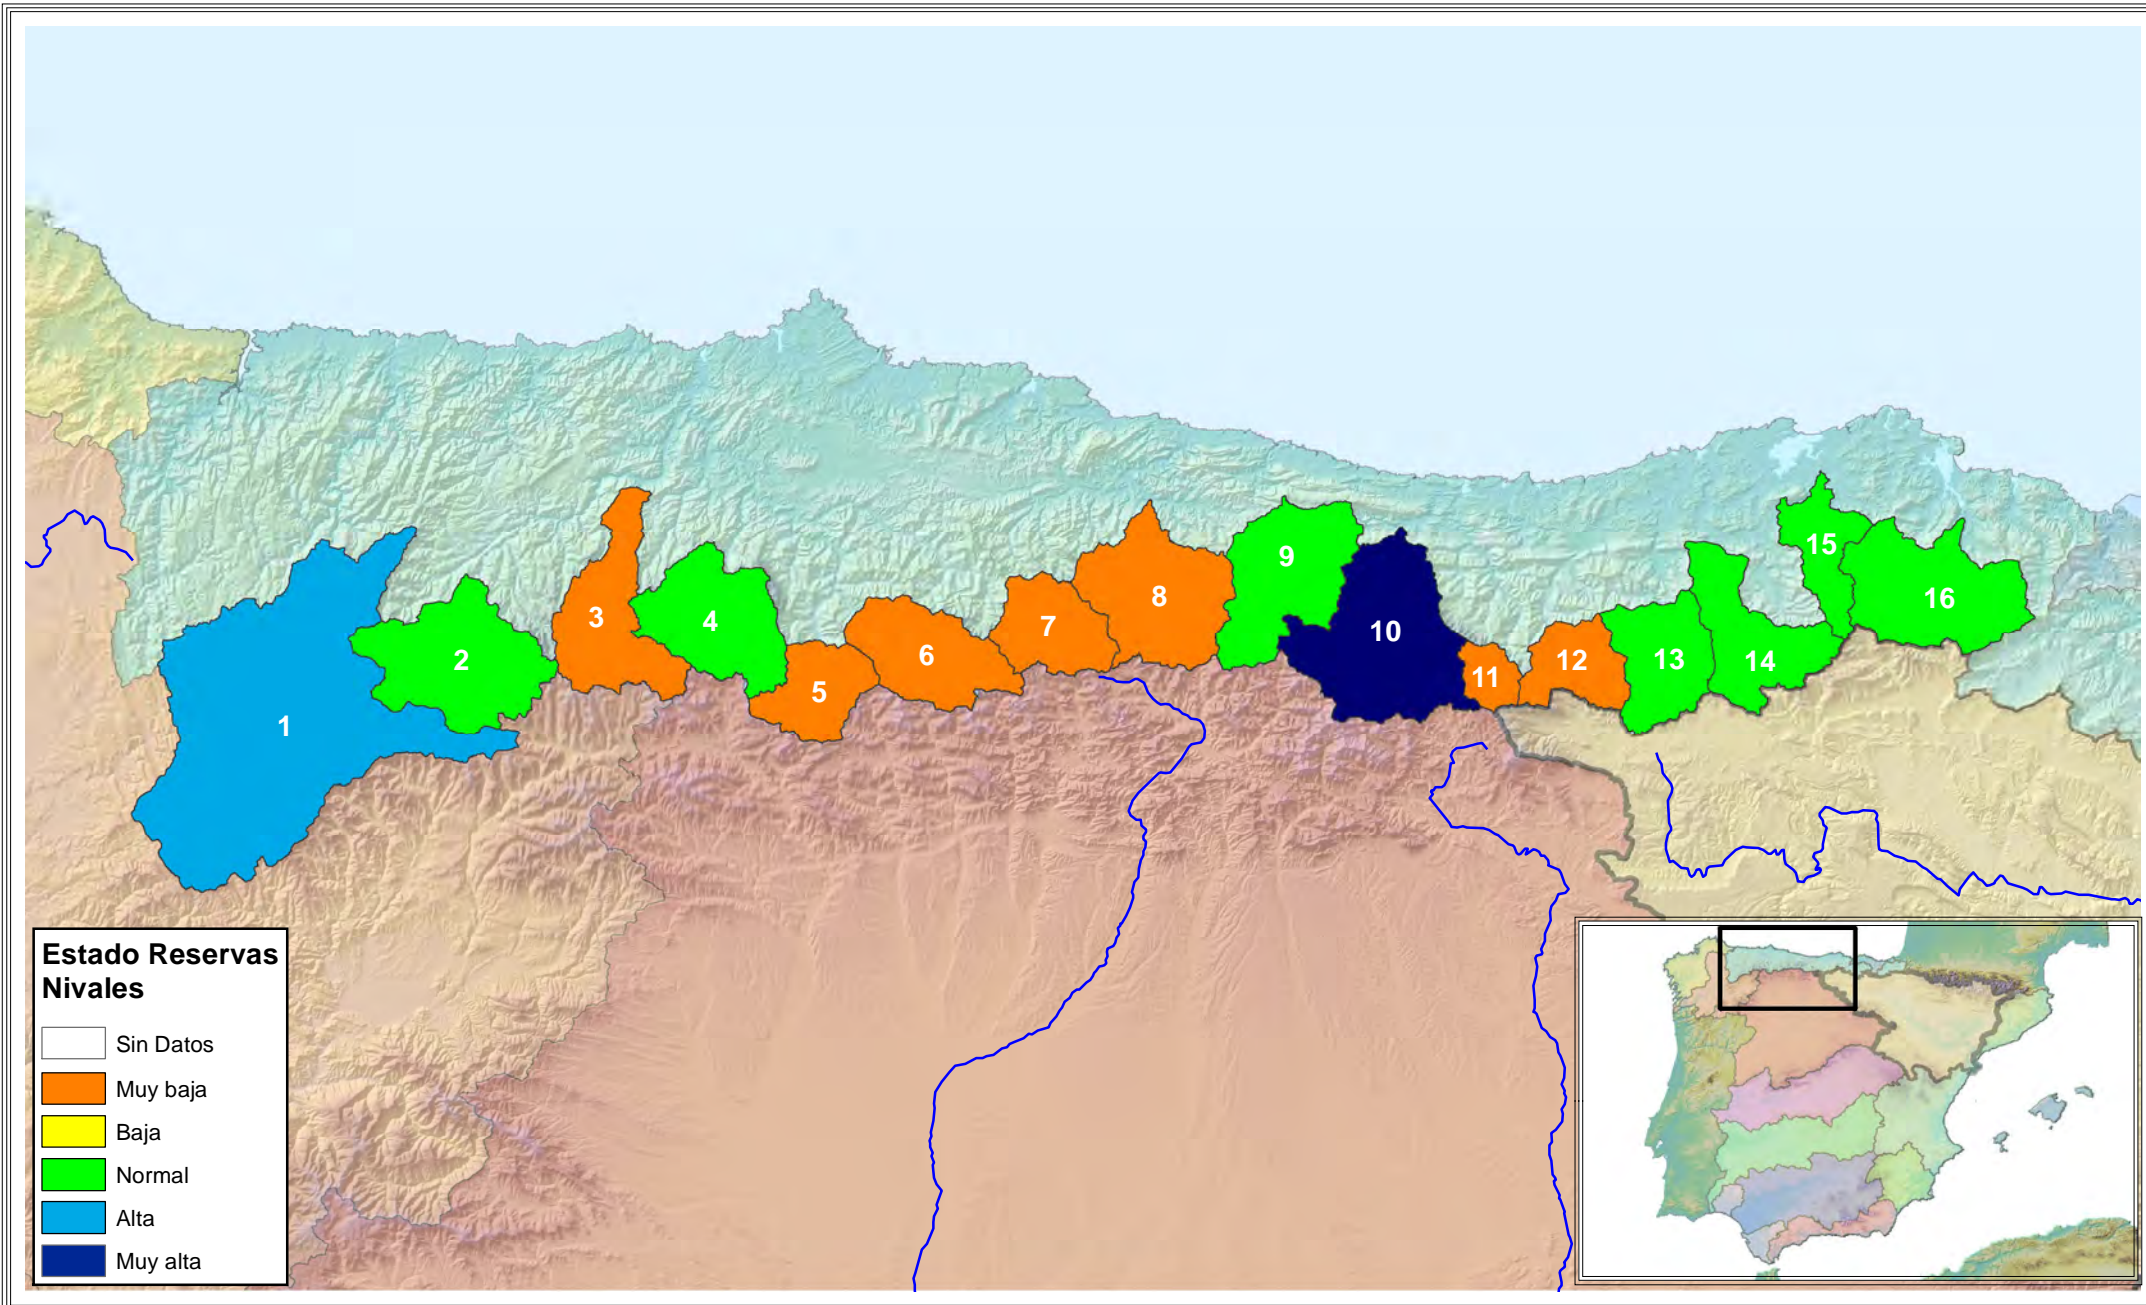 1
2
3
4
5
6
7
8
9
10
11
12
13
14
15
16
Estado Reservas
Nivales
Sin Datos
Muy baja
Baja
Normal
Alta
Muy alta